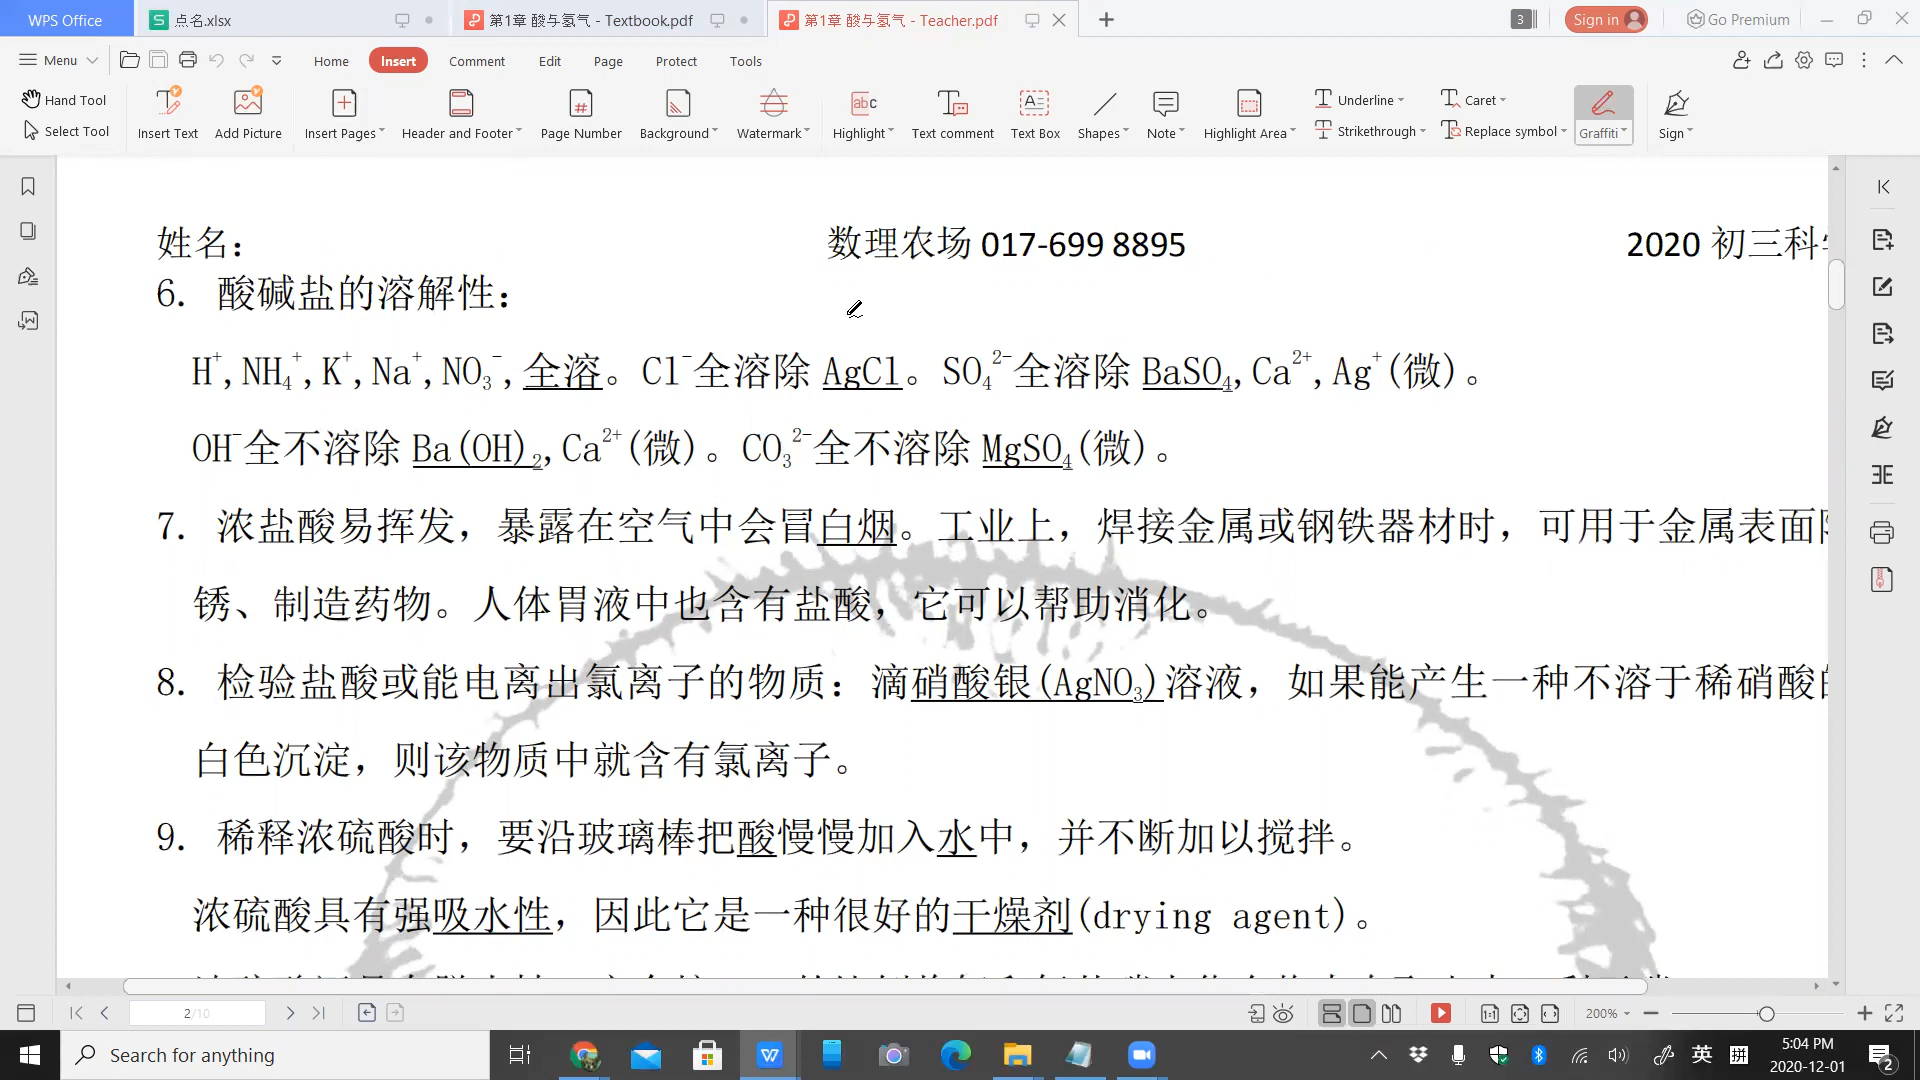 WPS Office 点名.xlsx 第1章 酸与氢气 - Textbook.pdf 第1章 酸与氢气 - Teacher.pdf 3 Sign in Go Premium
Menu Home Insert Comment Edit Page Protect Tools
Hand Tool Select Tool Insert Text Add Picture Insert Pages Header and Footer Page Number Background Watermark Highlight Text comment Text Box Shapes Note Highlight Area Underline Strikethrough Caret Replace symbol Graffiti Sign
姓名： 数理农场 017-699 8895 2020 初三科
6. 酸碱盐的溶解性：
H⁺,NH₄⁺,K⁺,Na⁺,NO₃⁻,全溶。Cl⁻全溶除 AgCl。SO₄²⁻全溶除 BaSO₄,Ca²⁺,Ag⁺(微)。
OH⁻全不溶除 Ba(OH)₂,Ca²⁺(微)。CO₃²⁻全不溶除 MgSO₄(微)。
7. 浓盐酸易挥发，暴露在空气中会冒白烟。工业上，焊接金属或钢铁器材时，可用于金属表面
锈、制造药物。人体胃液中也含有盐酸，它可以帮助消化。
8. 检验盐酸或能电离出氯离子的物质：滴硝酸银(AgNO₃)溶液，如果能产生一种不溶于稀硝酸
白色沉淀，则该物质中就含有氯离子。
9. 稀释浓硫酸时，要沿玻璃棒把酸慢慢加入水中，并不断加以搅拌。
浓硫酸具有强吸水性，因此它是一种很好的干燥剂(drying agent)。
2/10 200%
Search for anything 英 拼 5:04 PM
2020-12-01 2